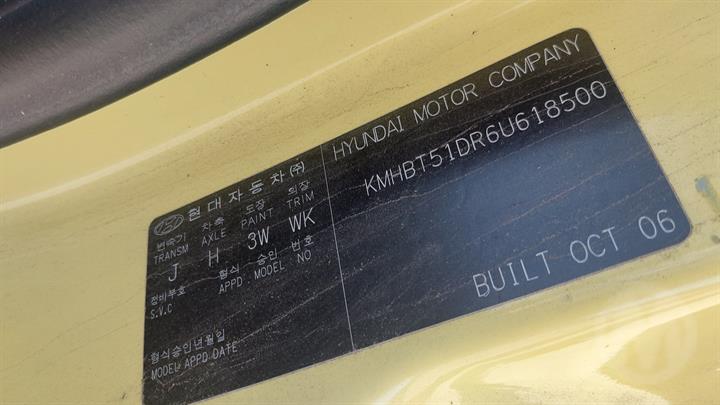 현대자동차(주)
변속기 차축 도장 의장
TRANSM AXLE PAINT TRIM
J H 3W WK
정비부호 형식 승인 번호
S.V.C APPD MODEL NO
형식승인년월일
MODEL APPD DATE
HYUNDAI MOTOR COMPANY
KMHBT51DR6U618500
BUILT OCT 06